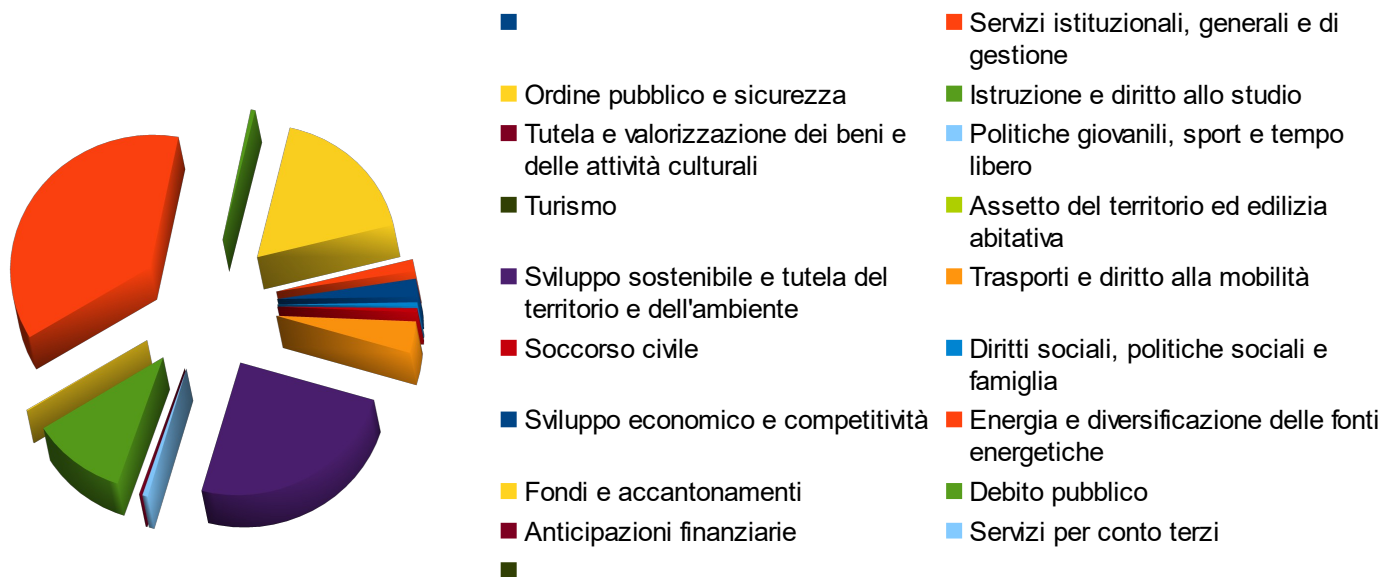 Servizi istituzionali, generali e di
gestione
Ordine pubblico e sicurezza
Istruzione e diritto allo studio
Tutela e valorizzazione dei beni e
delle attività culturali
Politiche giovanili, sport e tempo
libero
Turismo
Assetto del territorio ed edilizia
abitativa
Sviluppo sostenibile e tutela del
territorio e dell'ambiente
Trasporti e diritto alla mobilità
Soccorso civile
Diritti sociali, politiche sociali e
famiglia
Sviluppo economico e competitività
Energia e diversificazione delle fonti
energetiche
Fondi e accantonamenti
Debito pubblico
Anticipazioni finanziarie
Servizi per conto terzi